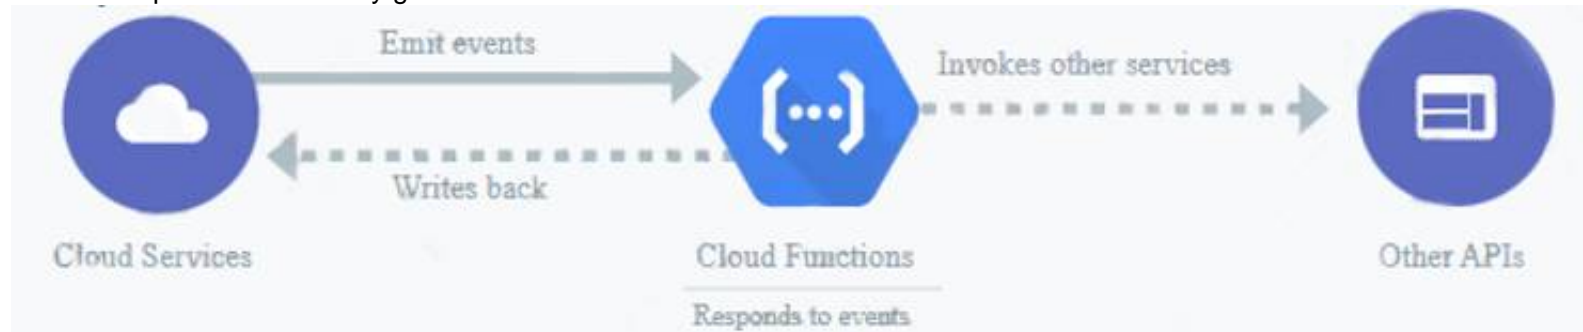 Emit events
Invokes other services
Writes back
Cloud Services
Cloud Functions
Other APIs
Responds to events